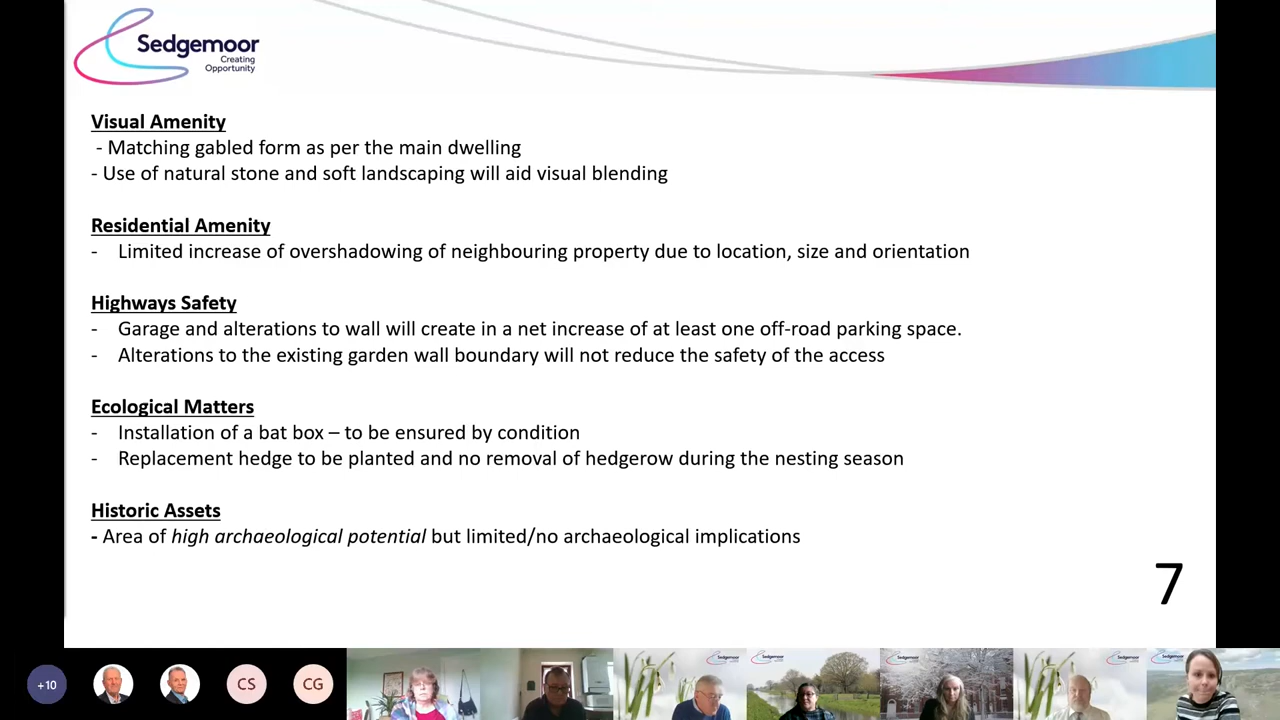 Sedgemoor
Creating
Opportunity
Visual Amenity
- Matching gabled form as per the main dwelling
- Use of natural stone and soft landscaping will aid visual blending
Residential Amenity
- Limited increase of overshadowing of neighbouring property due to location, size and orientation
Highways Safety
- Garage and alterations to wall will create in a net increase of at least one off-road parking space.
- Alterations to the existing garden wall boundary will not reduce the safety of the access
Ecological Matters
- Installation of a bat box – to be ensured by condition
- Replacement hedge to be planted and no removal of hedgerow during the nesting season
Historic Assets
- Area of high archaeological potential but limited/no archaeological implications
7
+10
CS
CG
Sedgemoor
Sedgemoor
Sedgemoor
Sedgemoor
Sedgemoor